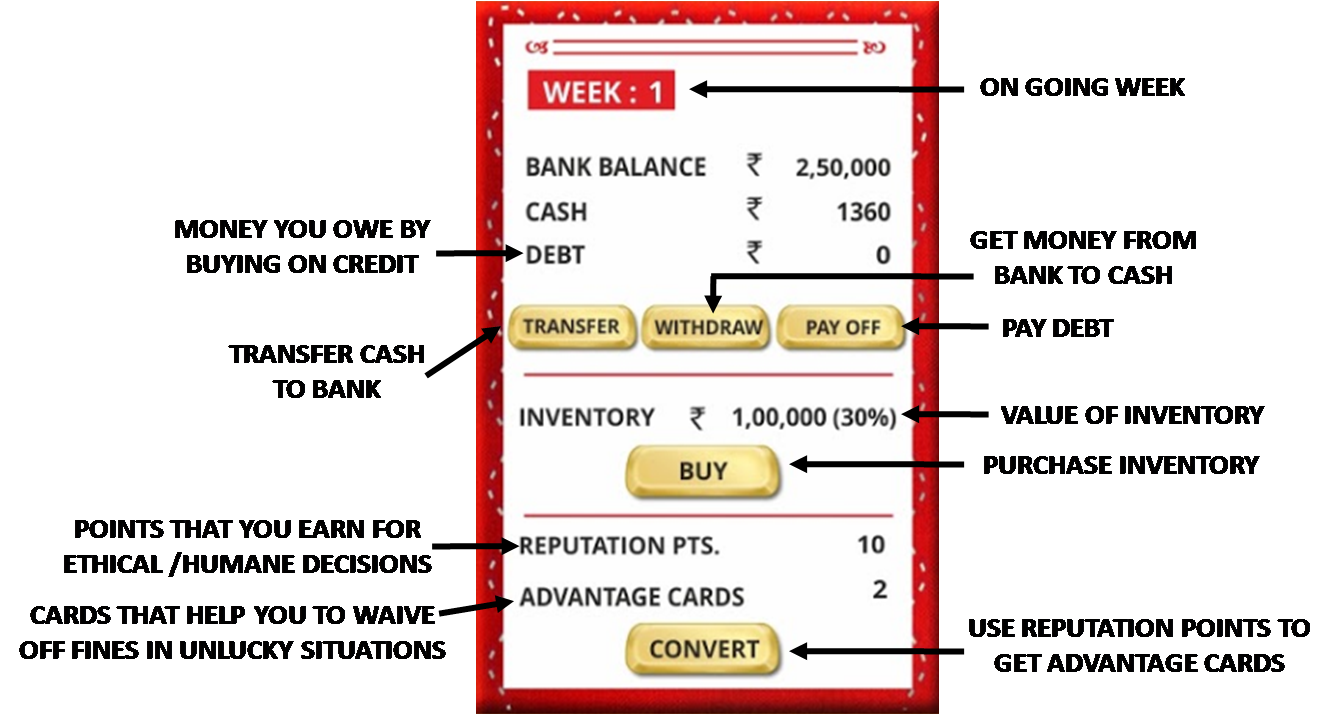 WEEK : 1
ON GOING WEEK
BANK BALANCE ₹ 2,50,000
CASH ₹ 1360
DEBT ₹ 0
MONEY YOU OWE BY
BUYING ON CREDIT
GET MONEY FROM
BANK TO CASH
TRANSFER WITHDRAW PAY OFF
PAY DEBT
TRANSFER CASH
TO BANK
INVENTORY ₹ 1,00,000 (30%)
VALUE OF INVENTORY
BUY
PURCHASE INVENTORY
POINTS THAT YOU EARN FOR
ETHICAL /HUMANE DECISIONS
REPUTATION PTS. 10
ADVANTAGE CARDS 2
CARDS THAT HELP YOU TO WAIVE
OFF FINES IN UNLUCKY SITUATIONS
CONVERT
USE REPUTATION POINTS TO
GET ADVANTAGE CARDS